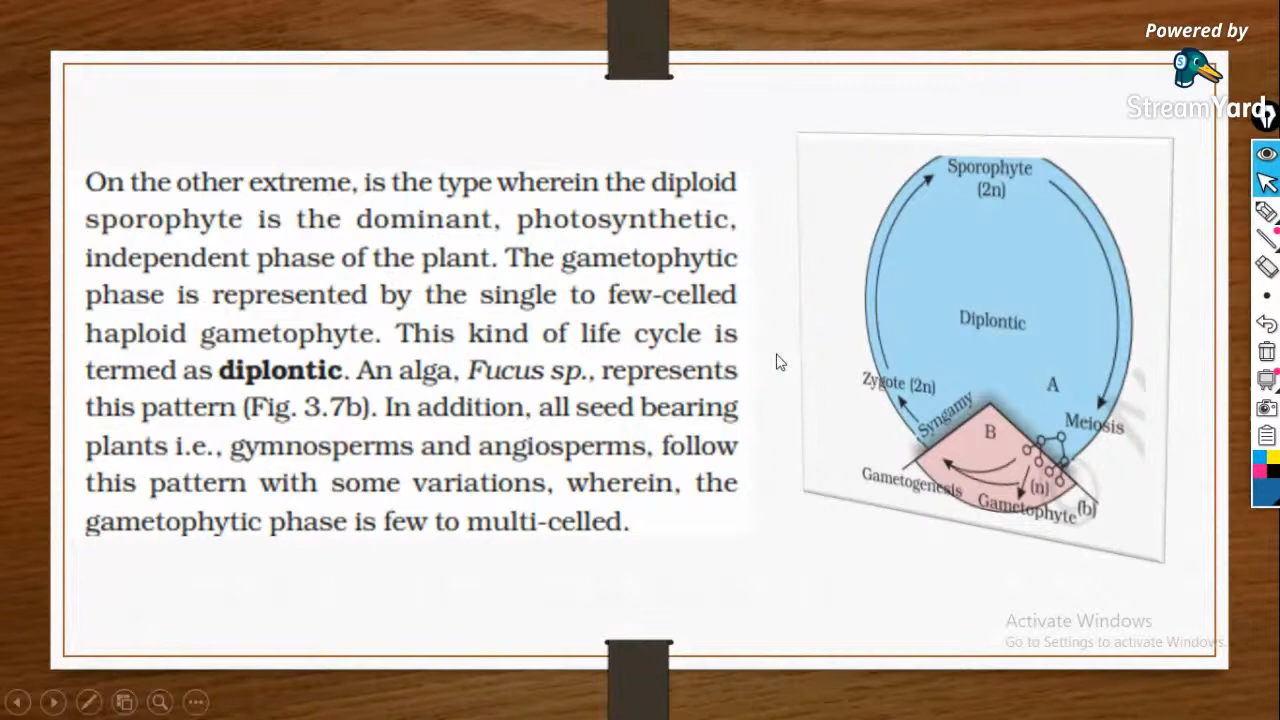 Powered by
StreamYard
On the other extreme, is the type wherein the diploid
sporophyte is the dominant, photosynthetic,
independent phase of the plant. The gametophytic
phase is represented by the single to few-celled
haploid gametophyte. This kind of life cycle is
termed as diplontic. An alga, Fucus sp., represents
this pattern (Fig. 3.7b). In addition, all seed bearing
plants i.e., gymnosperms and angiosperms, follow
this pattern with some variations, wherein, the
gametophytic phase is few to multi-celled.
Sporophyte
(2n)
Diplontic
Zygote (2n)
A
Syngamy
Meiosis
B
Gametogenesis
(n)
Gametophyte
(b)
Activate Windows
Go to Settings to activate Windows.